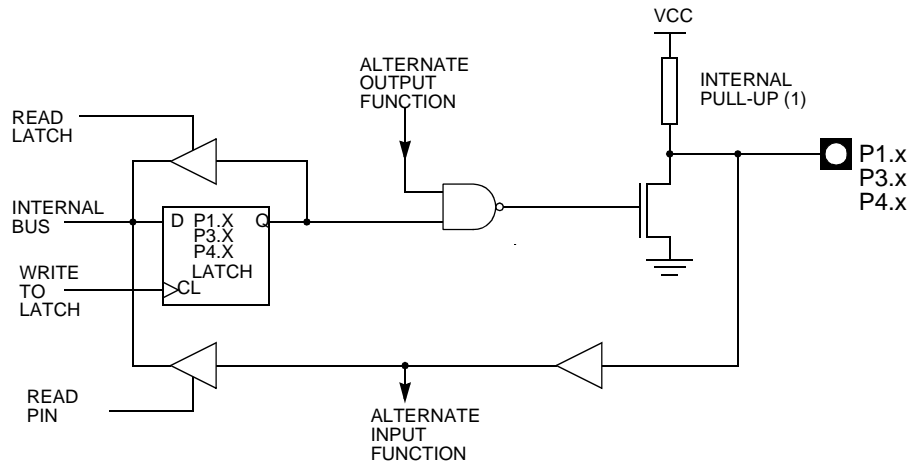 VCC
ALTERNATE
OUTPUT
FUNCTION
INTERNAL
PULL-UP (1)
READ
LATCH
P1.x
P3.x
P4.x
INTERNAL
BUS
D P1.X Q
P3.X
P4.X
LATCH
CL
WRITE
TO
LATCH
READ
PIN
ALTERNATE
INPUT
FUNCTION